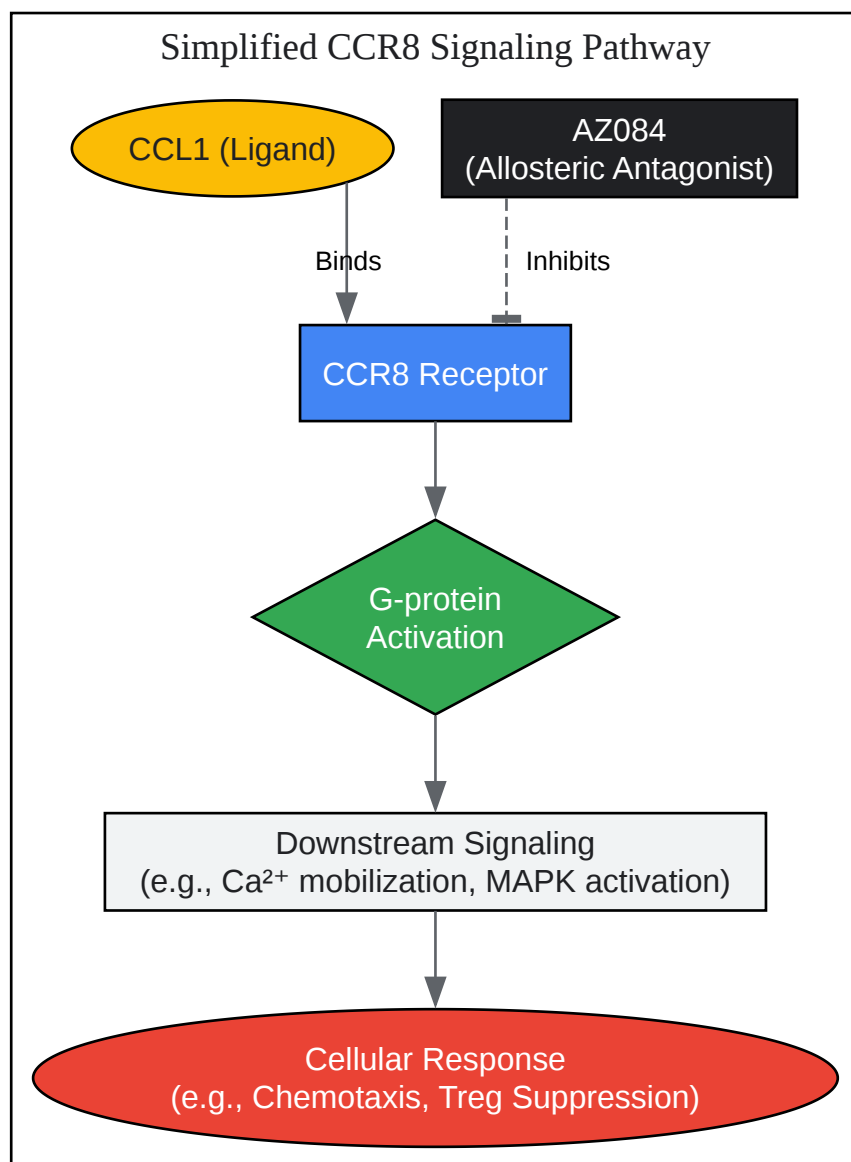 Simplified CCR8 Signaling Pathway
CCL1 (Ligand)
AZ084
(Allosteric Antagonist)
Binds
Inhibits
CCR8 Receptor
G-protein
Activation
Downstream Signaling
(e.g., Ca²⁺ mobilization, MAPK activation)
Cellular Response
(e.g., Chemotaxis, Treg Suppression)